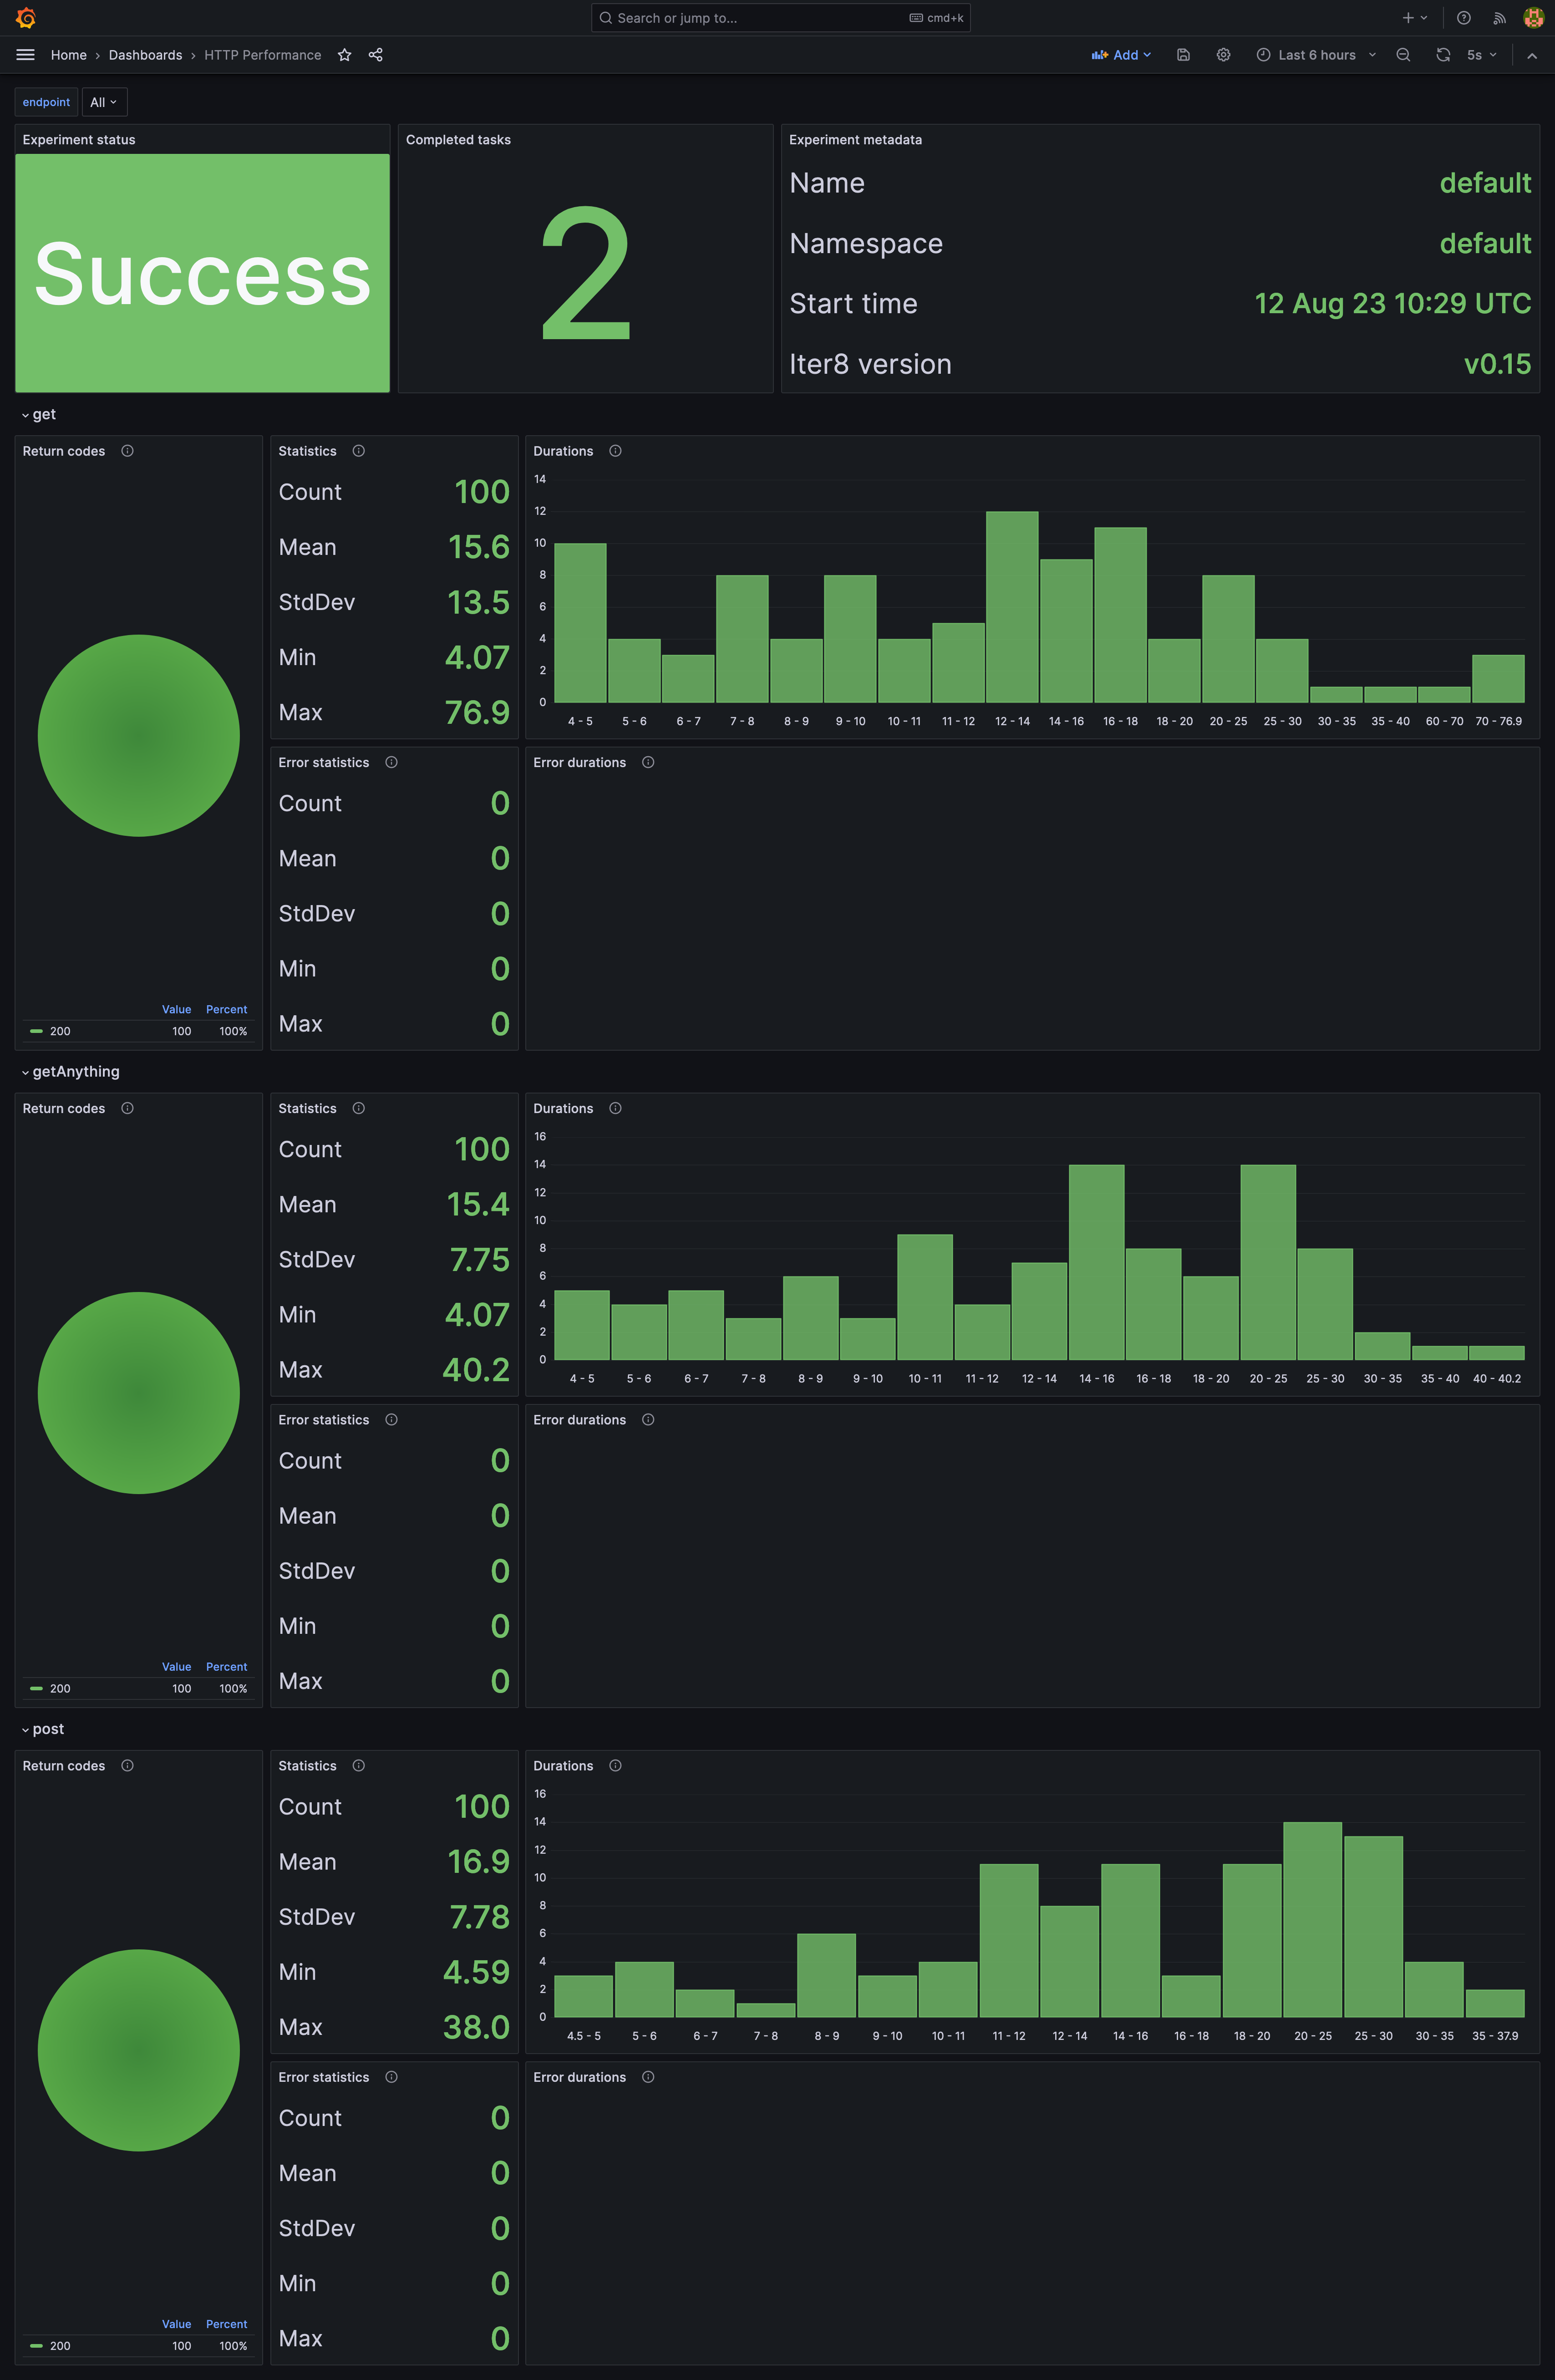 Search or jump to... cmd+k
Home › Dashboards › HTTP Performance Add Last 6 hours 5s
endpoint All
Experiment status
Success
Completed tasks
2
Experiment metadata
Name default
Namespace default
Start time 12 Aug 23 10:29 UTC
Iter8 version v0.15
get
Return codes
Value Percent
200 100 100%
Statistics
Count 100
Mean 15.6
StdDev 13.5
Min 4.07
Max 76.9
Durations
14
12
10
8
6
4
2
0
4 - 5 5 - 6 6 - 7 7 - 8 8 - 9 9 - 10 10 - 11 11 - 12 12 - 14 14 - 16 16 - 18 18 - 20 20 - 25 25 - 30 30 - 35 35 - 40 60 - 70 70 - 76.9
Error statistics
Count 0
Mean 0
StdDev 0
Min 0
Max 0
Error durations
getAnything
Return codes
Value Percent
200 100 100%
Statistics
Count 100
Mean 15.4
StdDev 7.75
Min 4.07
Max 40.2
Durations
16
14
12
10
8
6
4
2
0
4 - 5 5 - 6 6 - 7 7 - 8 8 - 9 9 - 10 10 - 11 11 - 12 12 - 14 14 - 16 16 - 18 18 - 20 20 - 25 25 - 30 30 - 35 35 - 40 40 - 40.2
Error statistics
Count 0
Mean 0
StdDev 0
Min 0
Max 0
Error durations
post
Return codes
Value Percent
200 100 100%
Statistics
Count 100
Mean 16.9
StdDev 7.78
Min 4.59
Max 38.0
Durations
16
14
12
10
8
6
4
2
0
4.5 - 5 5 - 6 6 - 7 7 - 8 8 - 9 9 - 10 10 - 11 11 - 12 12 - 14 14 - 16 16 - 18 18 - 20 20 - 25 25 - 30 30 - 35 35 - 37.9
Error statistics
Count 0
Mean 0
StdDev 0
Min 0
Max 0
Error durations